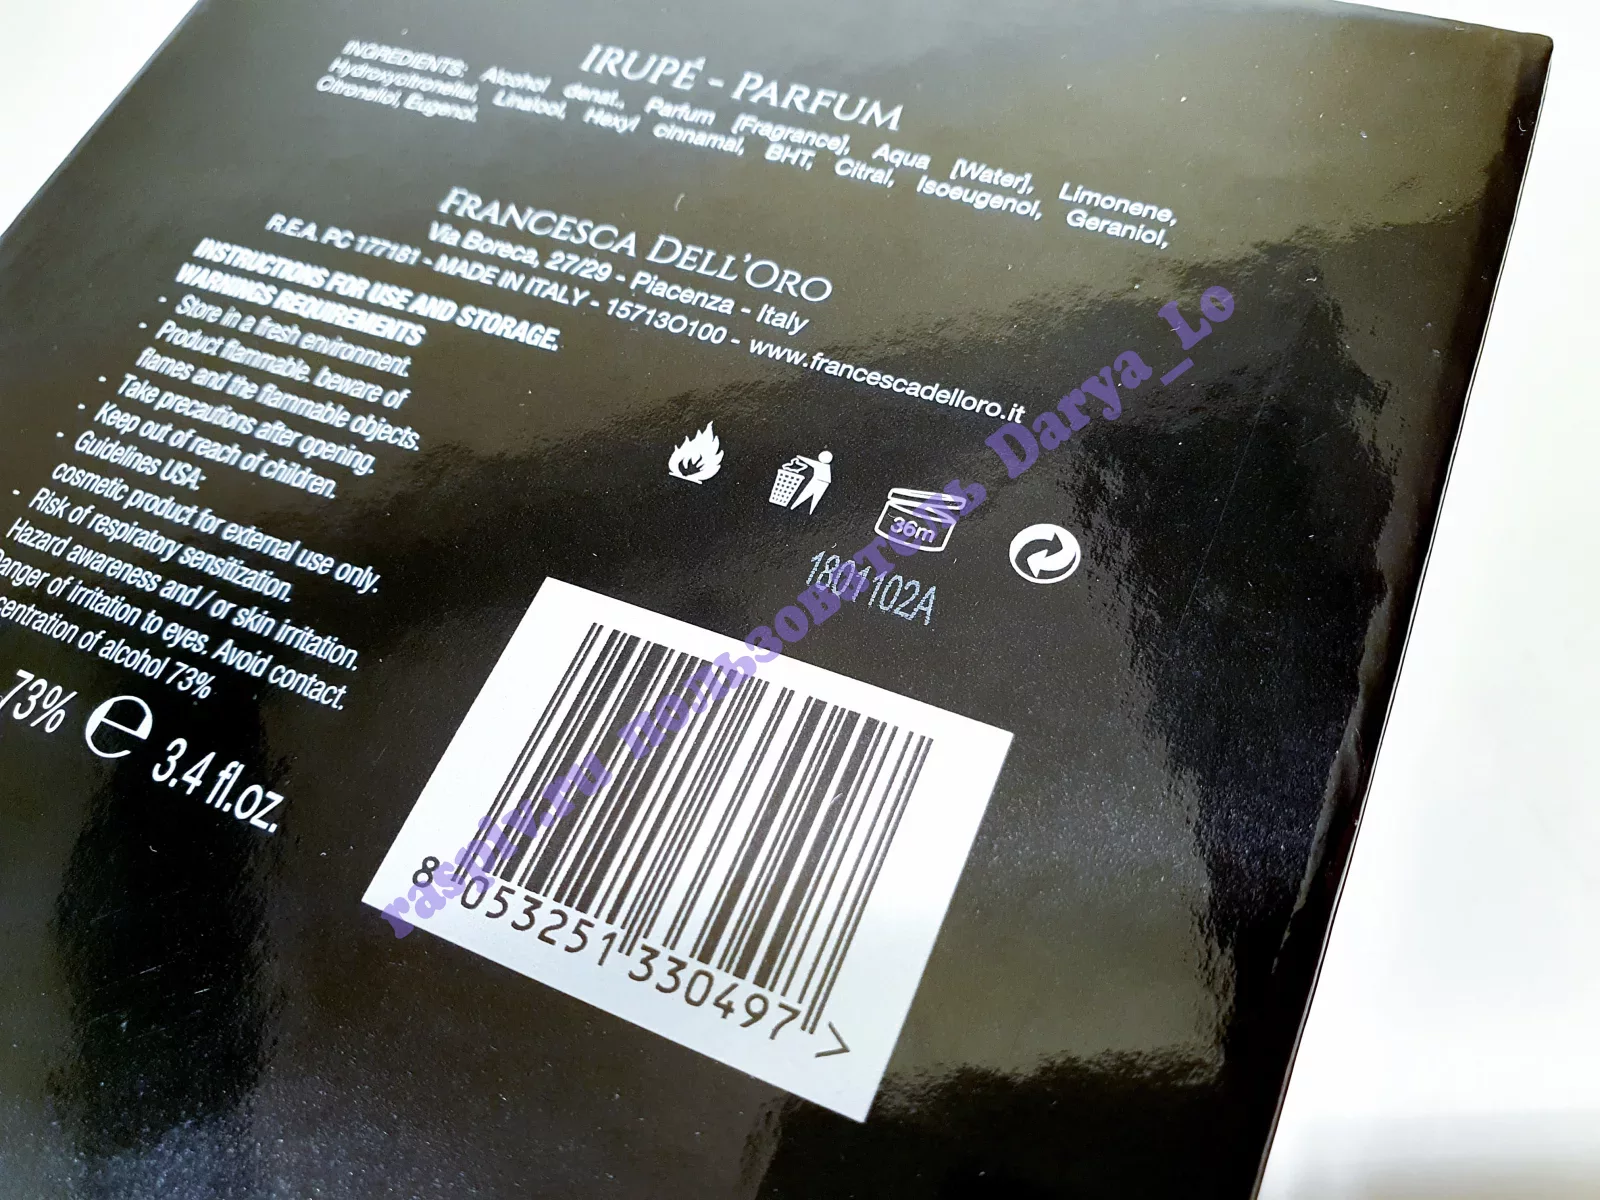 IRUPÉ - PARFUM
INGREDIENTS: Alcohol denat., Parfum [Fragrance], Aqua [Water], Limonene,
Hydroxycitronellal, Linalool, Hexyl cinnamal, BHT, Citral, Isoeugenol, Geraniol,
Citronellol, Eugenol.
FRANCESCA DELL'ORO
Via Boreca, 27/29 - Piacenza - Italy
R.E.A. PC 177181 - MADE IN ITALY - 15713O100 - www.francescadelloro.it
INSTRUCTIONS FOR USE AND STORAGE.
WARNINGS REQUIREMENTS
- Store in a fresh environment.
- Product flammable, beware of
flames and the flammable objects.
- Take precautions after opening.
- Keep out of reach of children.
- Guidelines USA:
cosmetic product for external use only.
- Risk of respiratory sensitization.
Hazard awareness and / or skin irritation.
Danger of irritation to eyes. Avoid contact.
centration of alcohol 73%
73% e 3.4 fl.oz.
36m
1801102A
8 053251 330497 >
raspiv.ru пользователь Darya_Lo